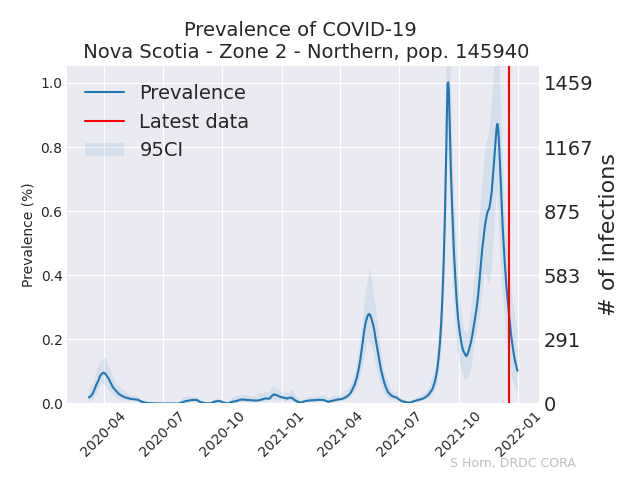 Prevalence of COVID-19
Nova Scotia - Zone 2 - Northern, pop. 145940
Prevalence
Latest data
95CI
Prevalence (%)
1.0
0.8
0.6
0.4
0.2
0.0
1459
1167
875
583
291
0
# of infections
2020-04
2020-07
2020-10
2021-01
2021-04
2021-07
2021-10
2022-01
S Horn, DRDC CORA